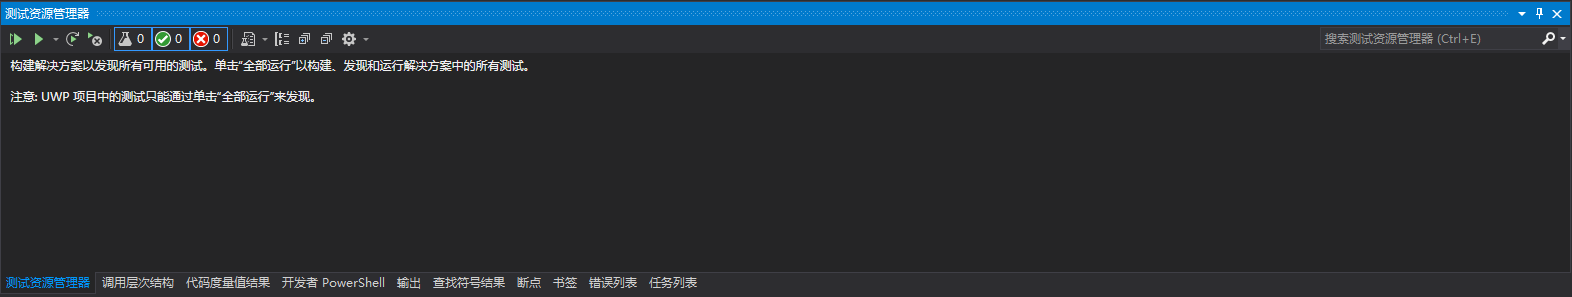 测试资源管理器
0 0 0 搜索测试资源管理器 (Ctrl+E)
构建解决方案以发现所有可用的测试。单击"全部运行"以构建、发现和运行解决方案中的所有测试。
注意: UWP 项目中的测试只能通过单击"全部运行"来发现。
测试资源管理器 调用层次结构 代码度量值结果 开发者 PowerShell 输出 查找符号结果 断点 书签 错误列表 任务列表